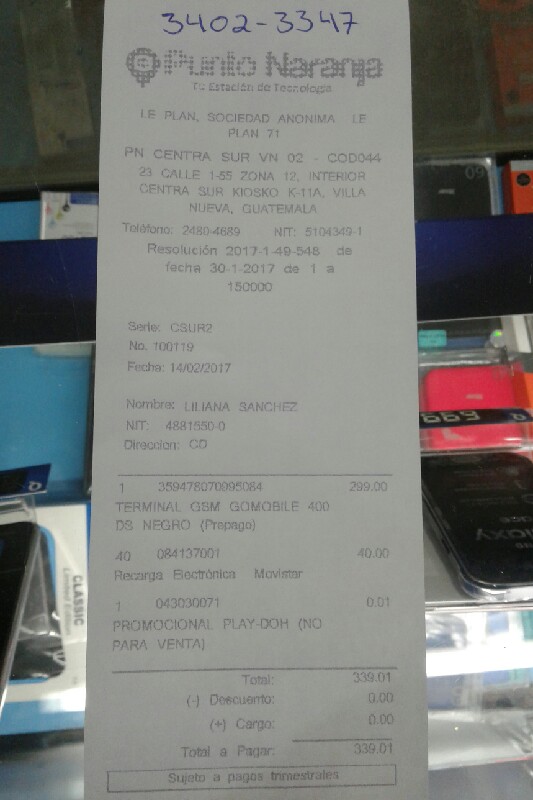 3402-3347
Punto Naranja
Tu Estación de Tecnología
LE PLAN, SOCIEDAD ANONIMA LE
PLAN 71
PN CENTRA SUR VN 02 - COD044
23 CALLE 1-55 ZONA 12, INTERIOR
CENTRA SUR KIOSKO K-11A, VILLA
NUEVA, GUATEMALA
Teléfono: 2480-4689 NIT: 5104349-1
Resolución 2017-1-49-548 de
fecha 30-1-2017 de 1 a
150000
Serie: CSUR2
No. 100119
Fecha: 14/02/2017
Nombre: LILIANA SANCHEZ
NIT: 4881550-0
Direccion: CD
1 359478070995084 299.00
TERMINAL GSM GOMOBILE 400
DS NEGRO (Prepago)
40 084137001 40.00
Recarga Electrónica Movistar
1 043030071 0.01
PROMOCIONAL PLAY-DOH (NO
PARA VENTA)
Total: 339.01
(-) Descuento: 0.00
(+) Cargo: 0.00
Total a Pagar: 339.01
Sujeto a pagos trimestrales
CLASSIC
Limited Edition
699